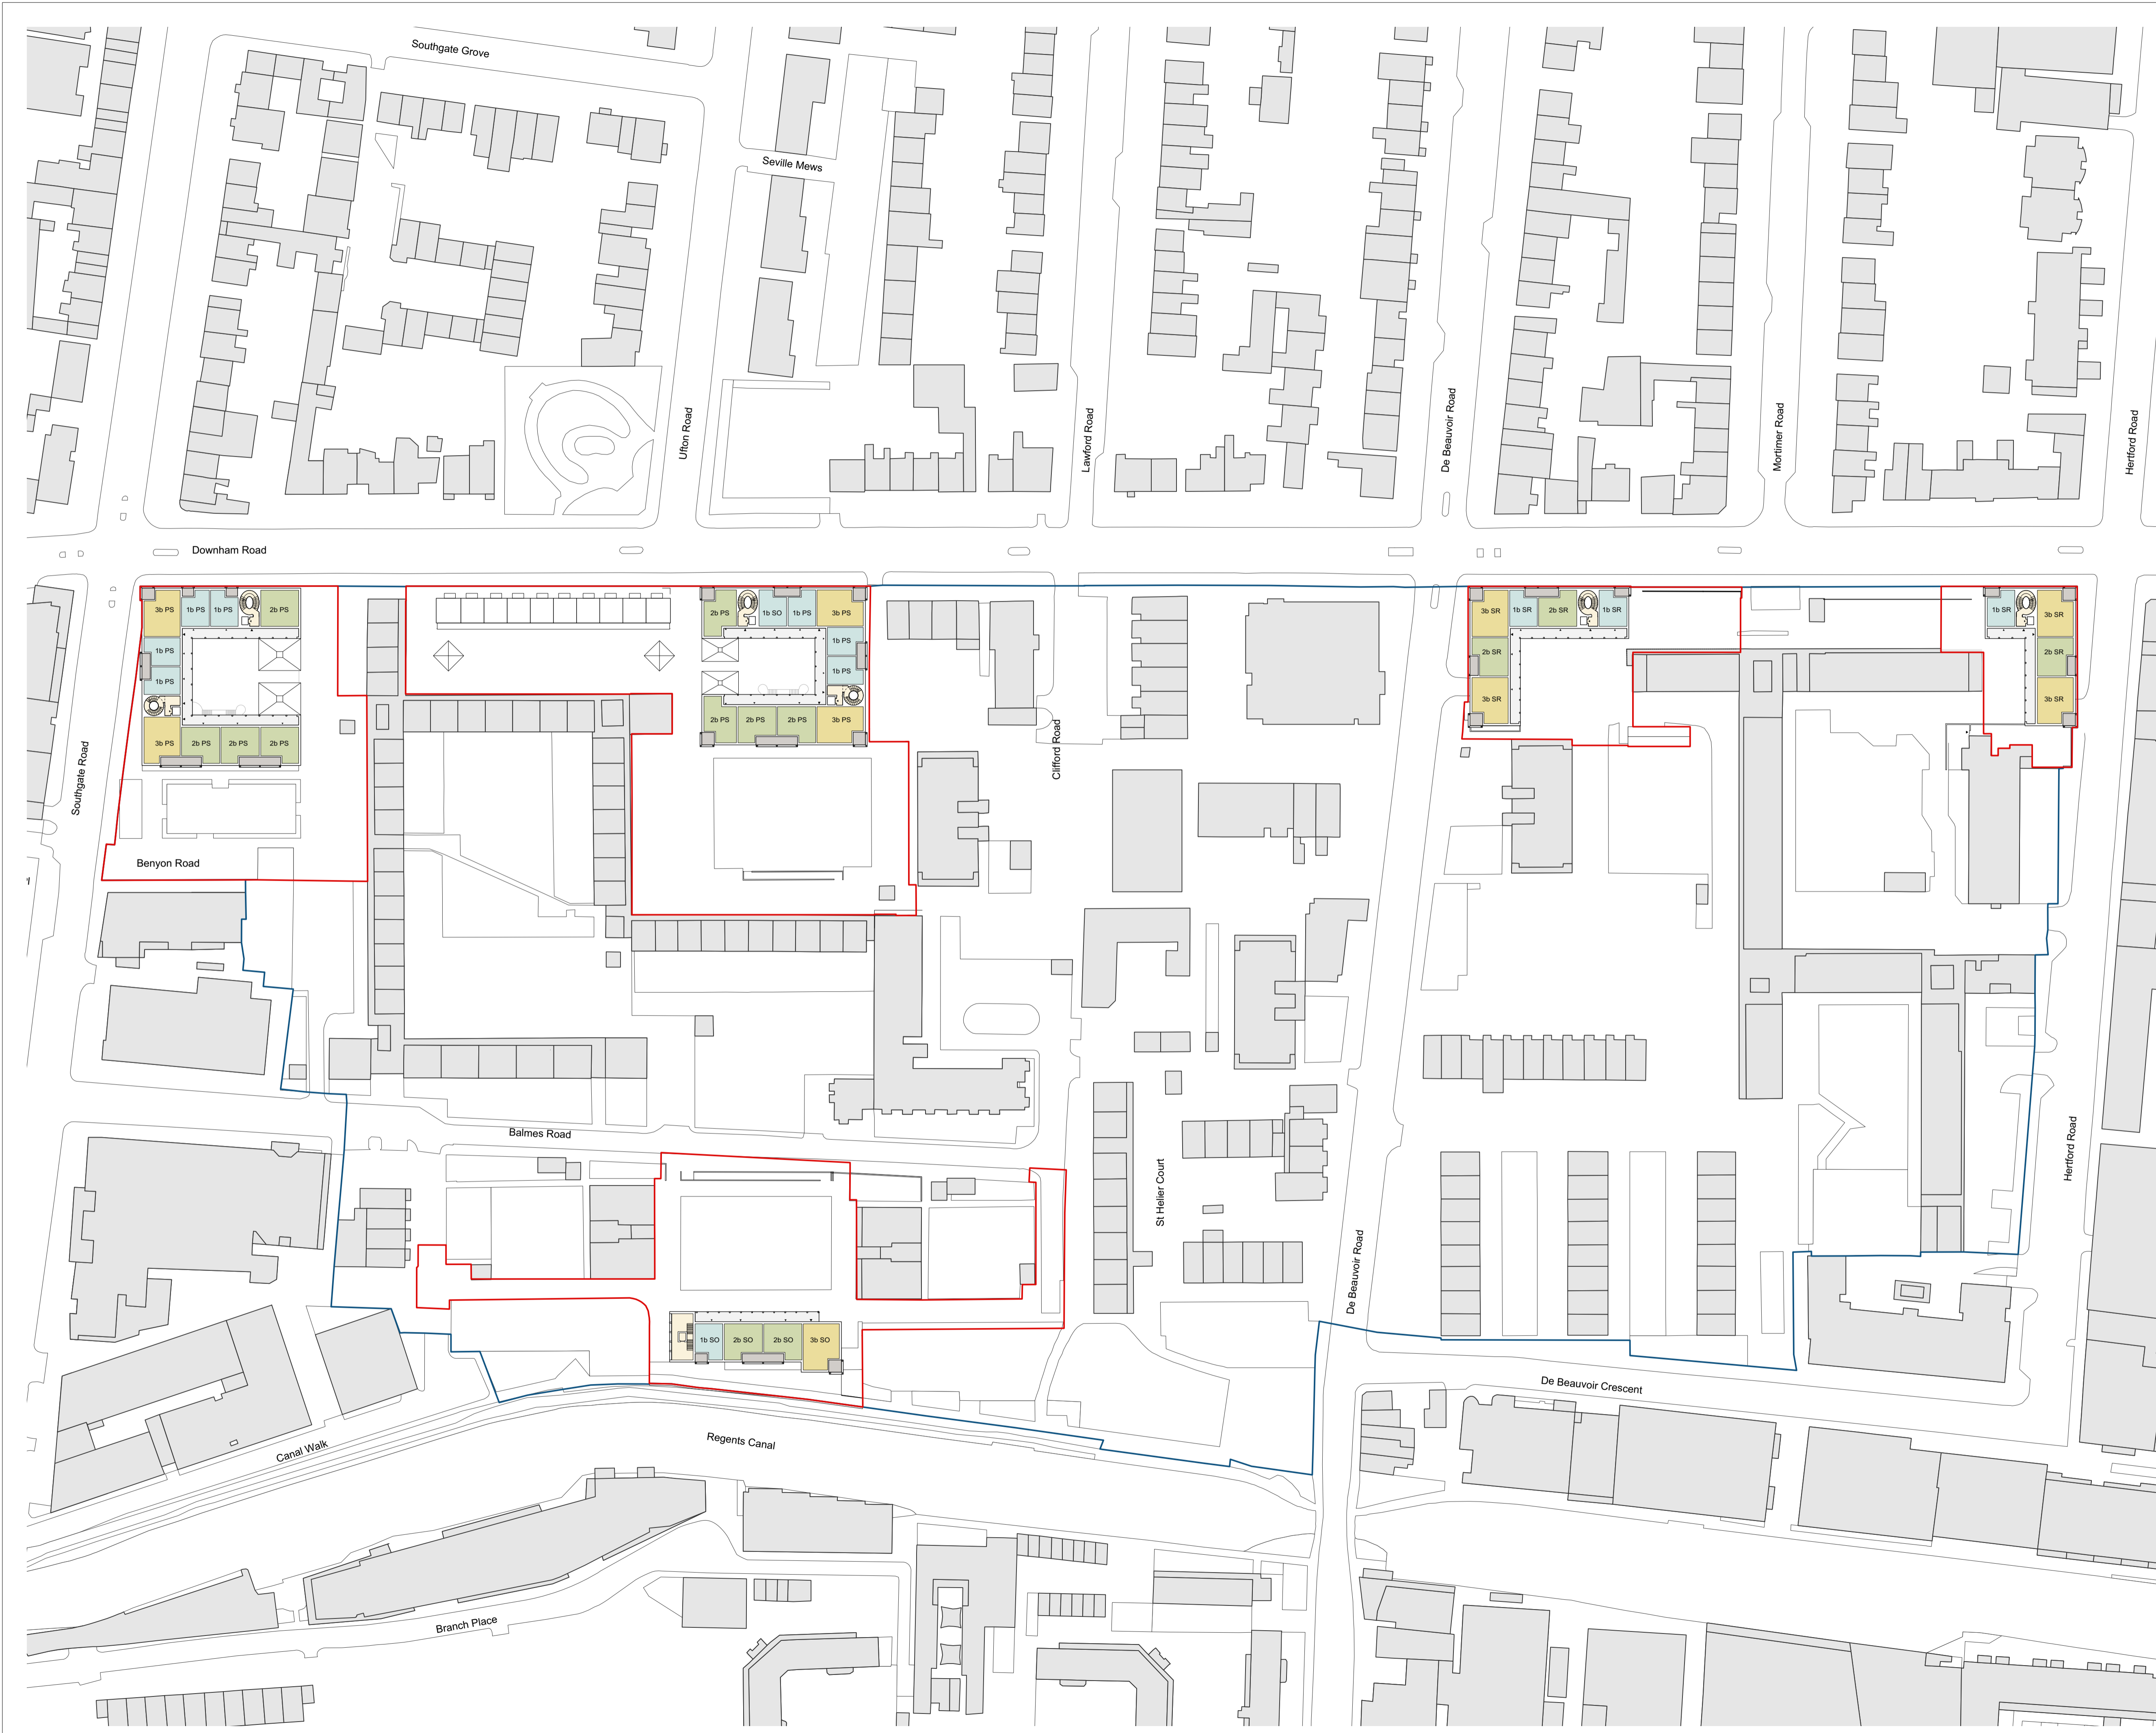 Southgate Grove
Seville Mews
Ufton Road
Lawford Road
De Beauvoir Road
Mortimer Road
Hertford Road
Downham Road
3b PS
1b PS
1b PS
2b PS
1b PS
1b PS
3b PS
2b PS
2b PS
2b PS
2b PS
1b SO
1b PS
3b PS
1b PS
1b PS
2b PS
2b PS
2b PS
3b PS
3b SR
1b SR
2b SR
1b SR
2b SR
3b SR
1b SR
3b SR
2b SR
3b SR
Southgate Road
Clifford Road
Benyon Road
Balmes Road
St Helier Court
De Beauvoir Road
Hertford Road
1b SO
2b SO
2b SO
3b SO
De Beauvoir Crescent
Regents Canal
Canal Walk
Branch Place